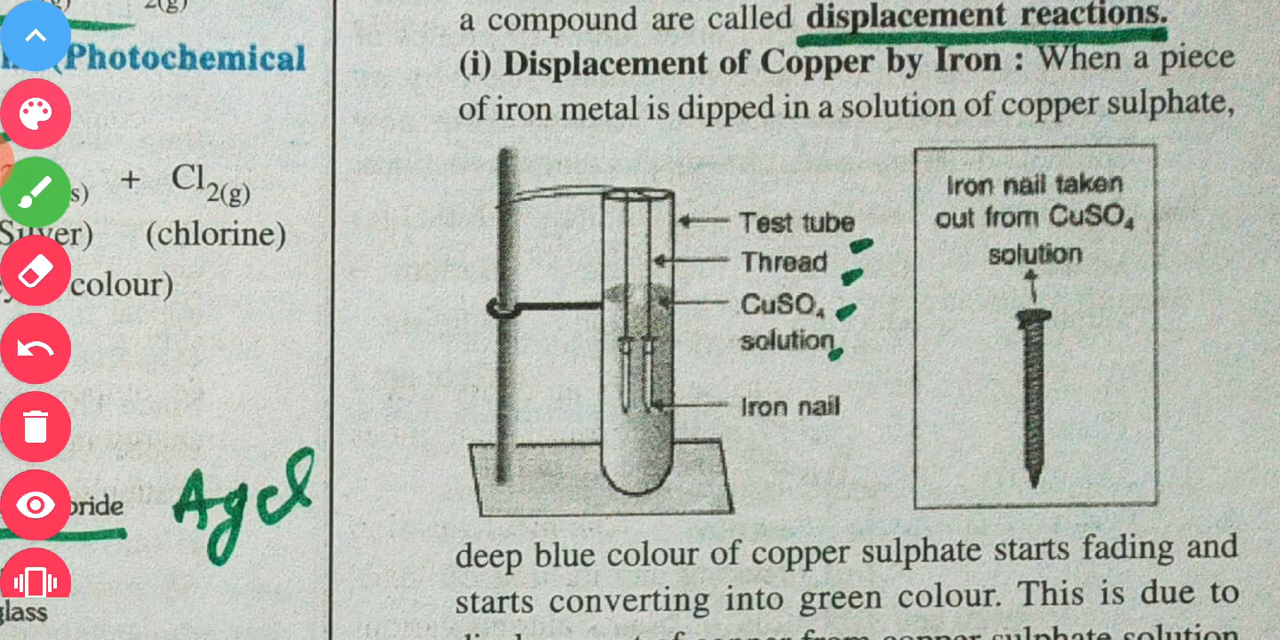 (Photochemical
s) + Cl2(g)
(chlorine)
colour)
AgCl
glass
a compound are called displacement reactions.
(i) Displacement of Copper by Iron : When a piece
of iron metal is dipped in a solution of copper sulphate,
Test tube
Thread
CuSO4
solution
Iron nail
Iron nail taken
out from CuSO4
solution
deep blue colour of copper sulphate starts fading and
starts converting into green colour. This is due to